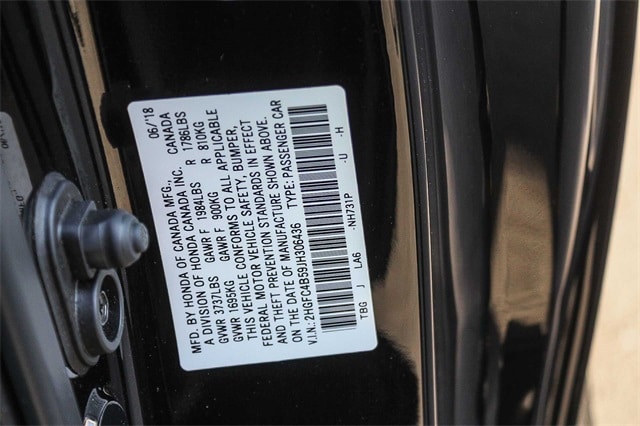 MFD. BY HONDA OF CANADA MFG., 06/18
A DIVISION OF HONDA CANADA INC. CANADA
GVWR 3737LBS GAWR F 1984LBS R 1786LBS
GVWR 1695KG GAWR F 900KG R 810KG
THIS VEHICLE CONFORMS TO ALL APPLICABLE
FEDERAL MOTOR VEHICLE SAFETY, BUMPER,
AND THEFT PREVENTION STANDARDS IN EFFECT
ON THE DATE OF MANUFACTURE SHOWN ABOVE.
V.I.N.: 2HGFC4B59JH306436 TYPE: PASSENGER CAR
TBG J LA6 -NH731P -U -H